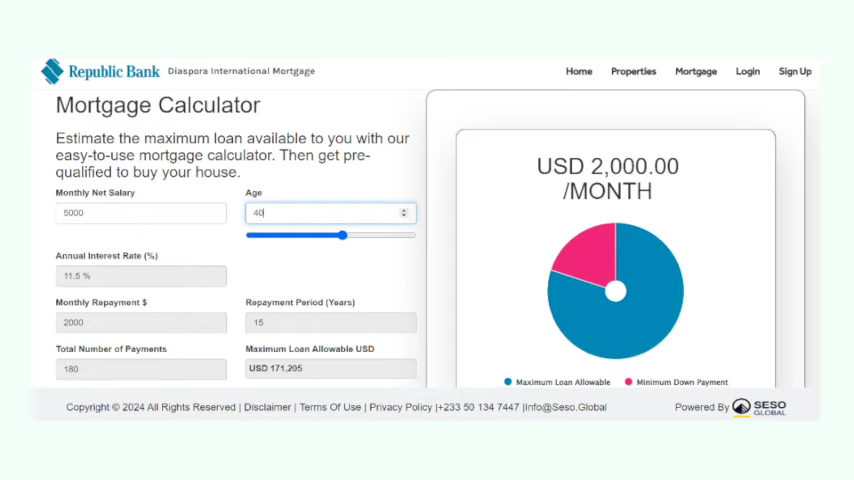 Republic Bank Diaspora International Mortgage
Home Properties Mortgage Login Sign Up
Mortgage Calculator
Estimate the maximum loan available to you with our
easy-to-use mortgage calculator. Then get pre-
qualified to buy your house.
Monthly Net Salary Age
5000 40
Annual Interest Rate (%)
11.5 %
Monthly Repayment $ Repayment Period (Years)
2000 15
Total Number of Payments Maximum Loan Allowable USD
180 USD 171,205
USD 2,000.00
/MONTH
Maximum Loan Allowable Minimum Down Payment
Copyright © 2024 All Rights Reserved | Disclaimer | Terms Of Use | Privacy Policy |+233 50 134 7447 |Info@Seso.Global
Powered By SESO
GLOBAL